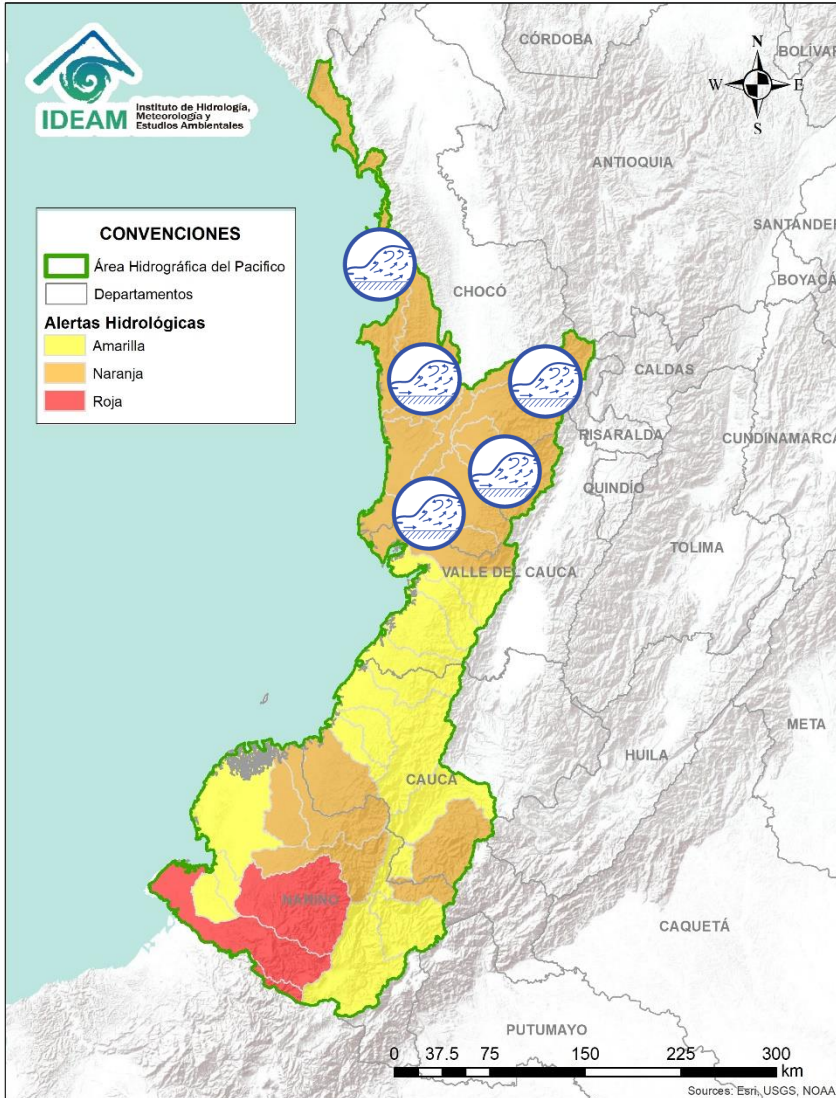 CÓRDOBA
BOLÍVAR
N
W E
S
IDEAM
Instituto de Hidrología,
Meteorología y
Estudios Ambientales
ANTIOQUIA
SANTANDER
CONVENCIONES
Área Hidrográfica del Pacifico
Departamentos
Alertas Hidrológicas
Amarilla
Naranja
Roja
BOYACÁ
CHOCÓ
CALDAS
RISARALDA
CUNDINAMARCA
QUINDÍO
TOLIMA
VALLE DEL CAUCA
META
HUILA
CAUCA
NARIÑO
CAQUETÁ
PUTUMAYO
0 37.5 75 150 225 300
km
Sources: Esri, USGS, NOAA